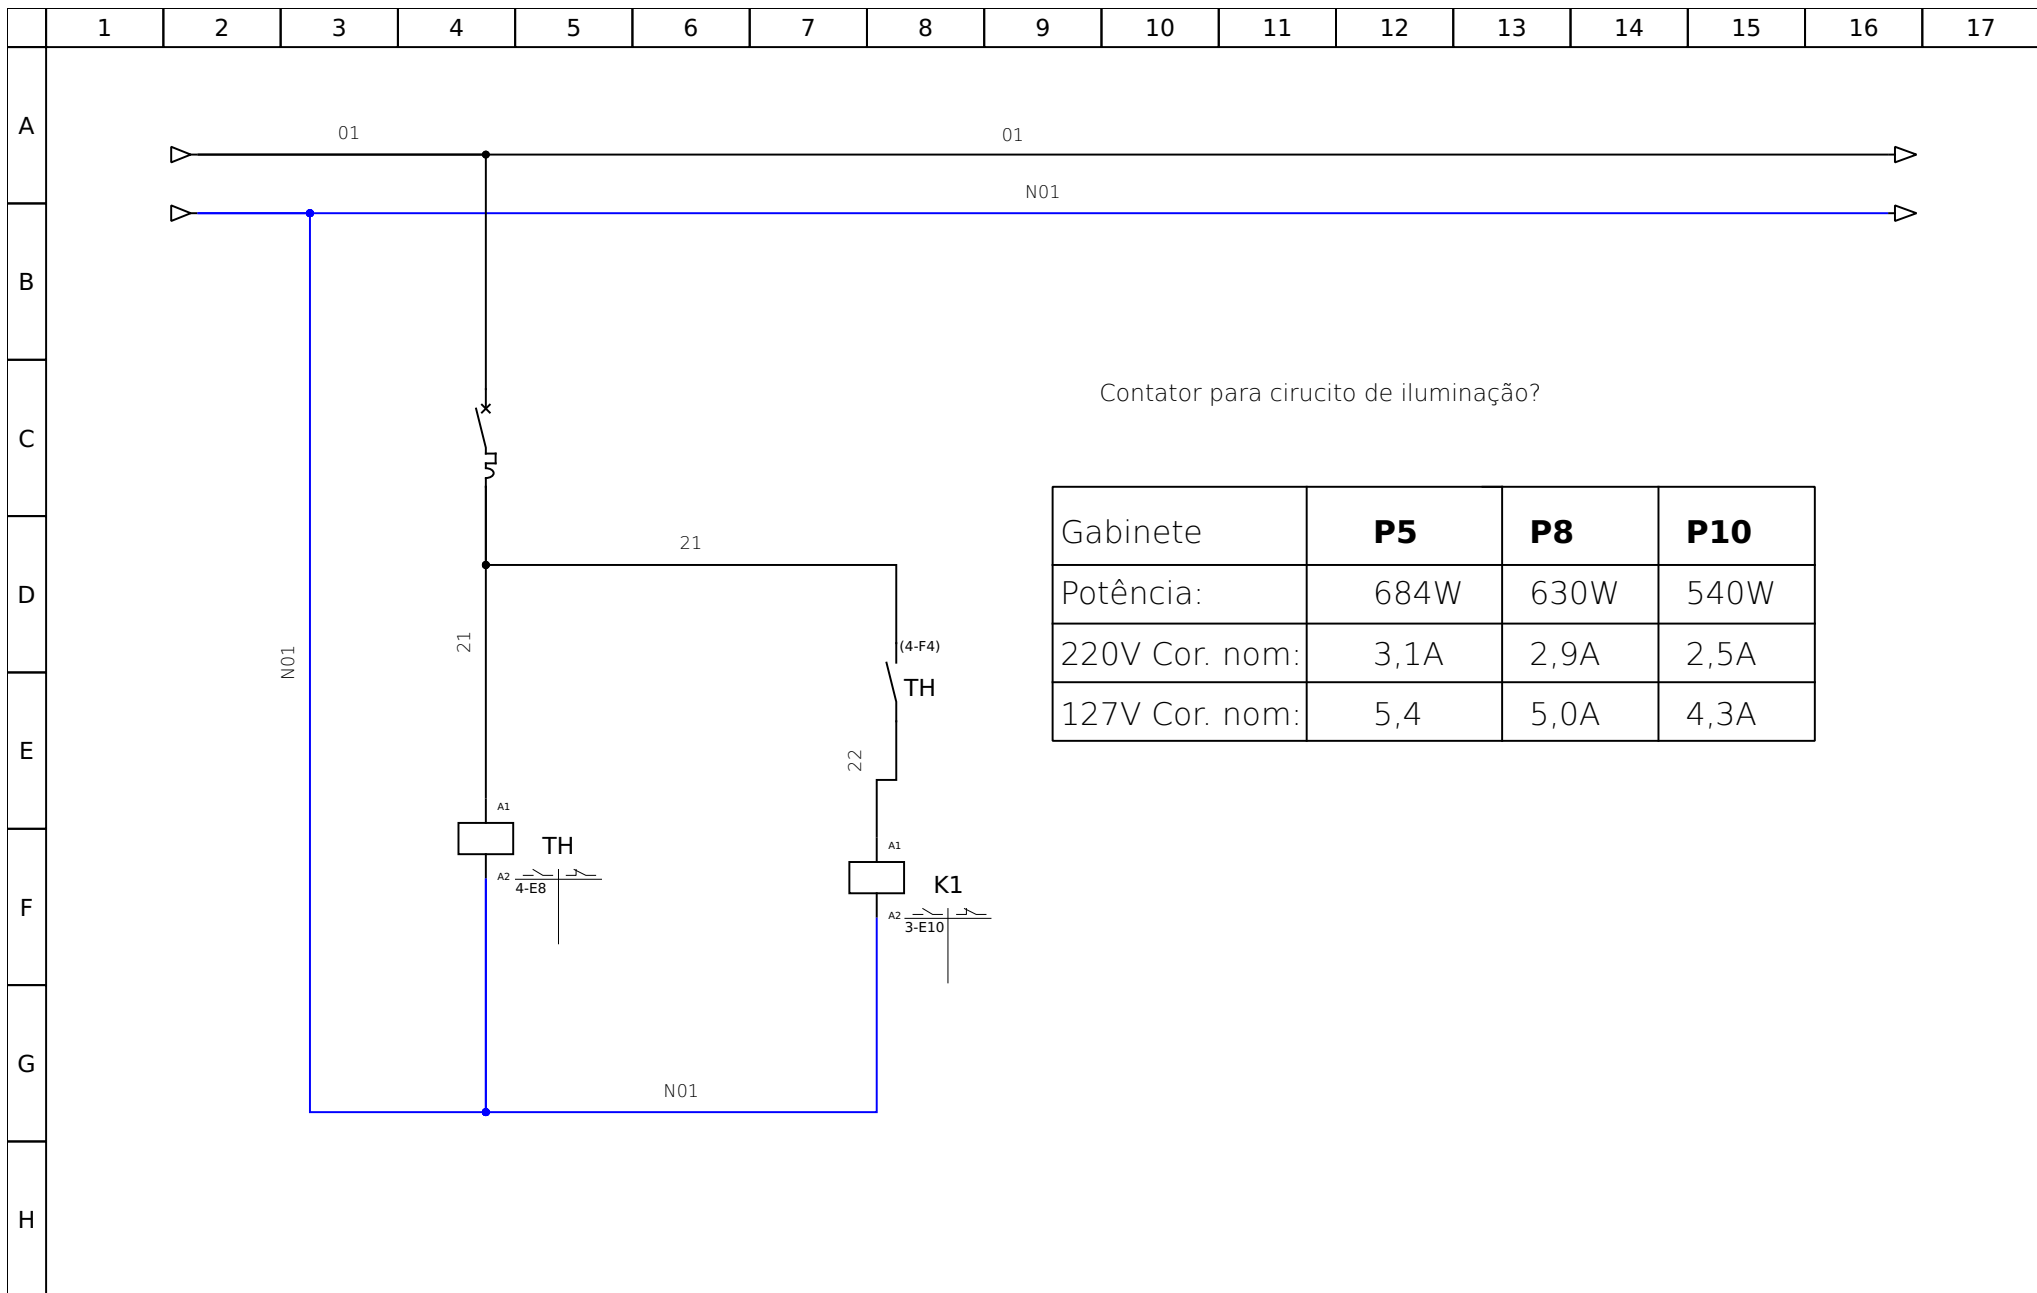 1 2 3 4 5 6 7 8 9 10 11 12 13 14 15 16 17
A
01 01
N01
B
Contator para cirucito de iluminação?
C
Gabinete P5 P8 P10
21
D
Potência: 684W 630W 540W
21
N01
(4-F4)
220V Cor. nom: 3,1A 2,9A 2,5A
TH
127V Cor. nom: 5,4 5,0A 4,3A
E
22
A1
TH
A2
4-E8
A1
K1
A2
3-E10
F
G
N01
H